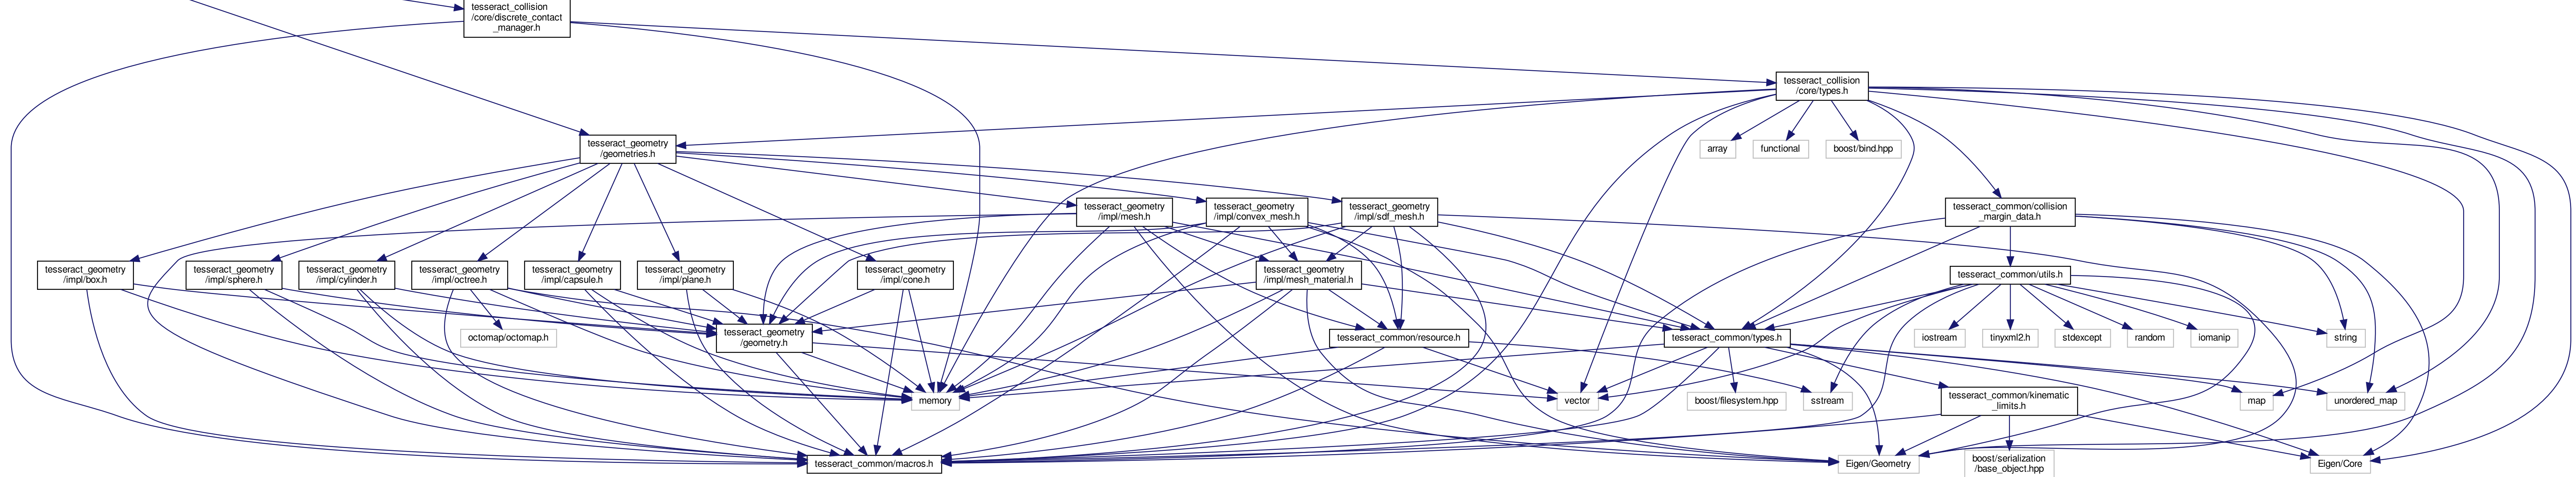 tesseract_collision
/core/discrete_contact
_manager.h
tesseract_collision
/core/types.h
tesseract_geometry
/geometries.h
array
functional
boost/bind.hpp
tesseract_geometry
/impl/mesh.h
tesseract_geometry
/impl/convex_mesh.h
tesseract_geometry
/impl/sdf_mesh.h
tesseract_common/collision
_margin_data.h
tesseract_geometry
/impl/box.h
tesseract_geometry
/impl/sphere.h
tesseract_geometry
/impl/cylinder.h
tesseract_geometry
/impl/octree.h
tesseract_geometry
/impl/capsule.h
tesseract_geometry
/impl/plane.h
tesseract_geometry
/impl/cone.h
tesseract_geometry
/impl/mesh_material.h
tesseract_common/utils.h
octomap/octomap.h
tesseract_geometry
/geometry.h
tesseract_common/resource.h
tesseract_common/types.h
iostream
tinyxml2.h
stdexcept
random
iomanip
string
memory
vector
boost/filesystem.hpp
sstream
tesseract_common/kinematic
_limits.h
map
unordered_map
tesseract_common/macros.h
Eigen/Geometry
boost/serialization
/base_object.hpp
Eigen/Core